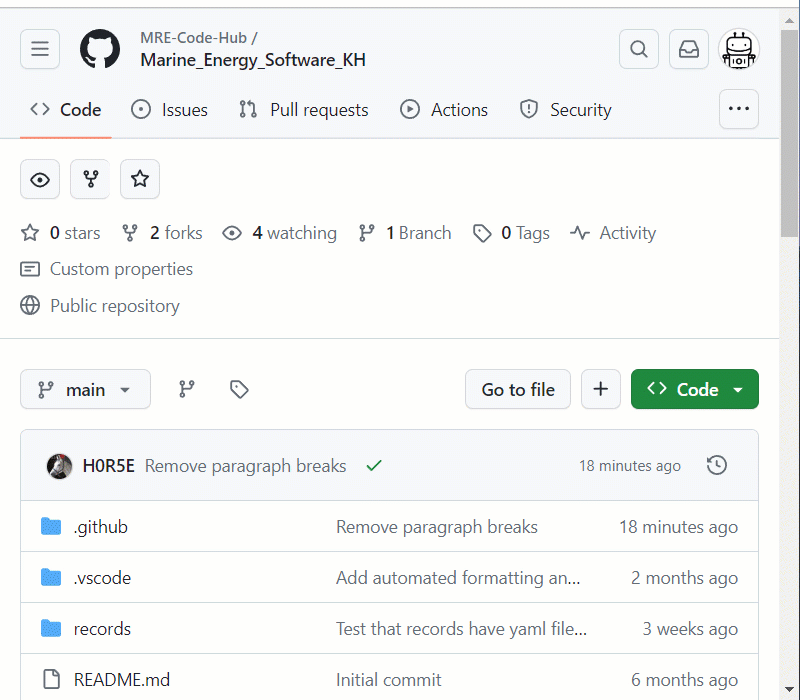 MRE-Code-Hub /
Marine_Energy_Software_KH
Code Issues Pull requests Actions Security
0 stars 2 forks 4 watching 1 Branch 0 Tags Activity
Custom properties
Public repository
main Go to file Code
H0R5E Remove paragraph breaks 18 minutes ago
.github Remove paragraph breaks 18 minutes ago
.vscode Add automated formatting an... 2 months ago
records Test that records have yaml file... 3 weeks ago
README.md Initial commit 6 months ago